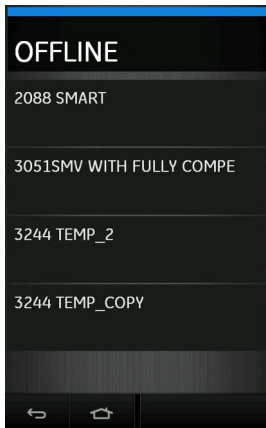 OFFLINE
2088 SMART
3051SMV WITH FULLY COMPE
3244 TEMP_2
3244 TEMP_COPY